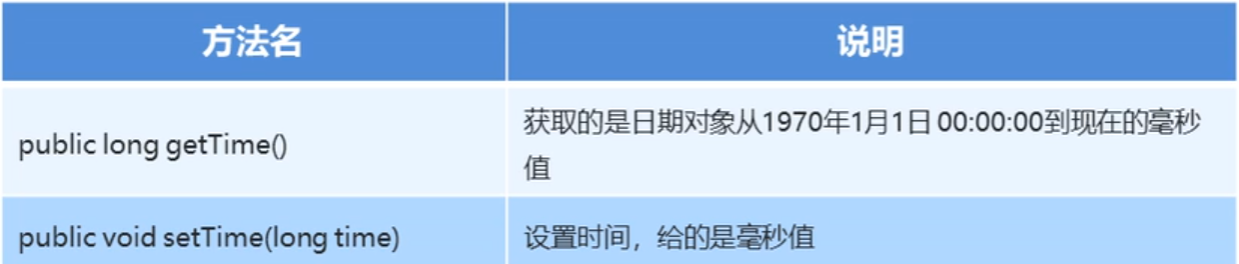 方法名
说明
public long getTime()
获取的是日期对象从1970年1月1日 00:00:00到现在的毫秒
值
public void setTime(long time)
设置时间，给的是毫秒值